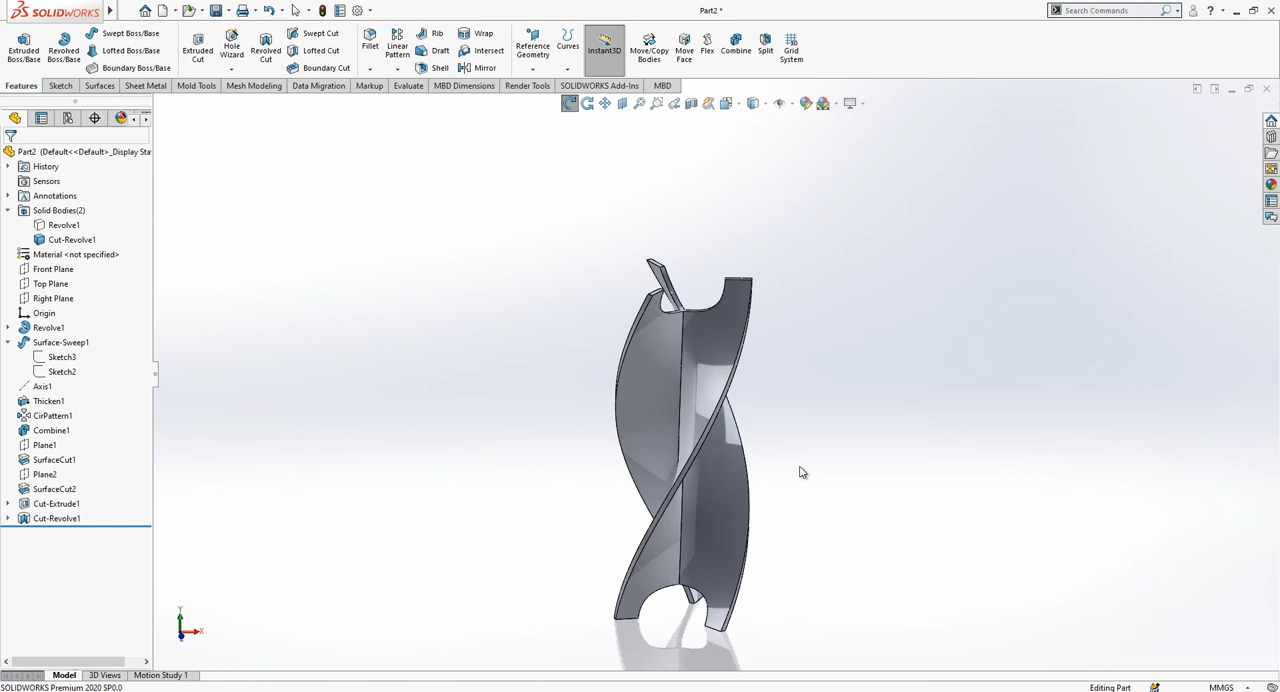 SOLIDWORKS
Part2 *
Search Commands
Extruded Boss/Base
Revolved Boss/Base
Swept Boss/Base
Lofted Boss/Base
Boundary Boss/Base
Extruded Cut
Hole Wizard
Revolved Cut
Swept Cut
Lofted Cut
Boundary Cut
Fillet
Linear Pattern
Rib
Draft
Shell
Wrap
Intersect
Mirror
Reference Geometry
Curves
Instant3D
Move/Copy Bodies
Move Face
Flex
Combine
Split
Grid System
Features
Sketch
Surfaces
Sheet Metal
Mold Tools
Mesh Modeling
Data Migration
Markup
Evaluate
MBD Dimensions
Render Tools
SOLIDWORKS Add-Ins
MBD
Part2 (Default<<Default>_Display Sta
History
Sensors
Annotations
Solid Bodies(2)
Revolve1
Cut-Revolve1
Material <not specified>
Front Plane
Top Plane
Right Plane
Origin
Revolve1
Surface-Sweep1
Sketch3
Sketch2
Axis1
Thicken1
CirPattern1
Combine1
Plane1
SurfaceCut1
Plane2
SurfaceCut2
Cut-Extrude1
Cut-Revolve1
Y
X
Model
3D Views
Motion Study 1
SOLIDWORKS Premium 2020 SP0.0
Editing Part
MMGS